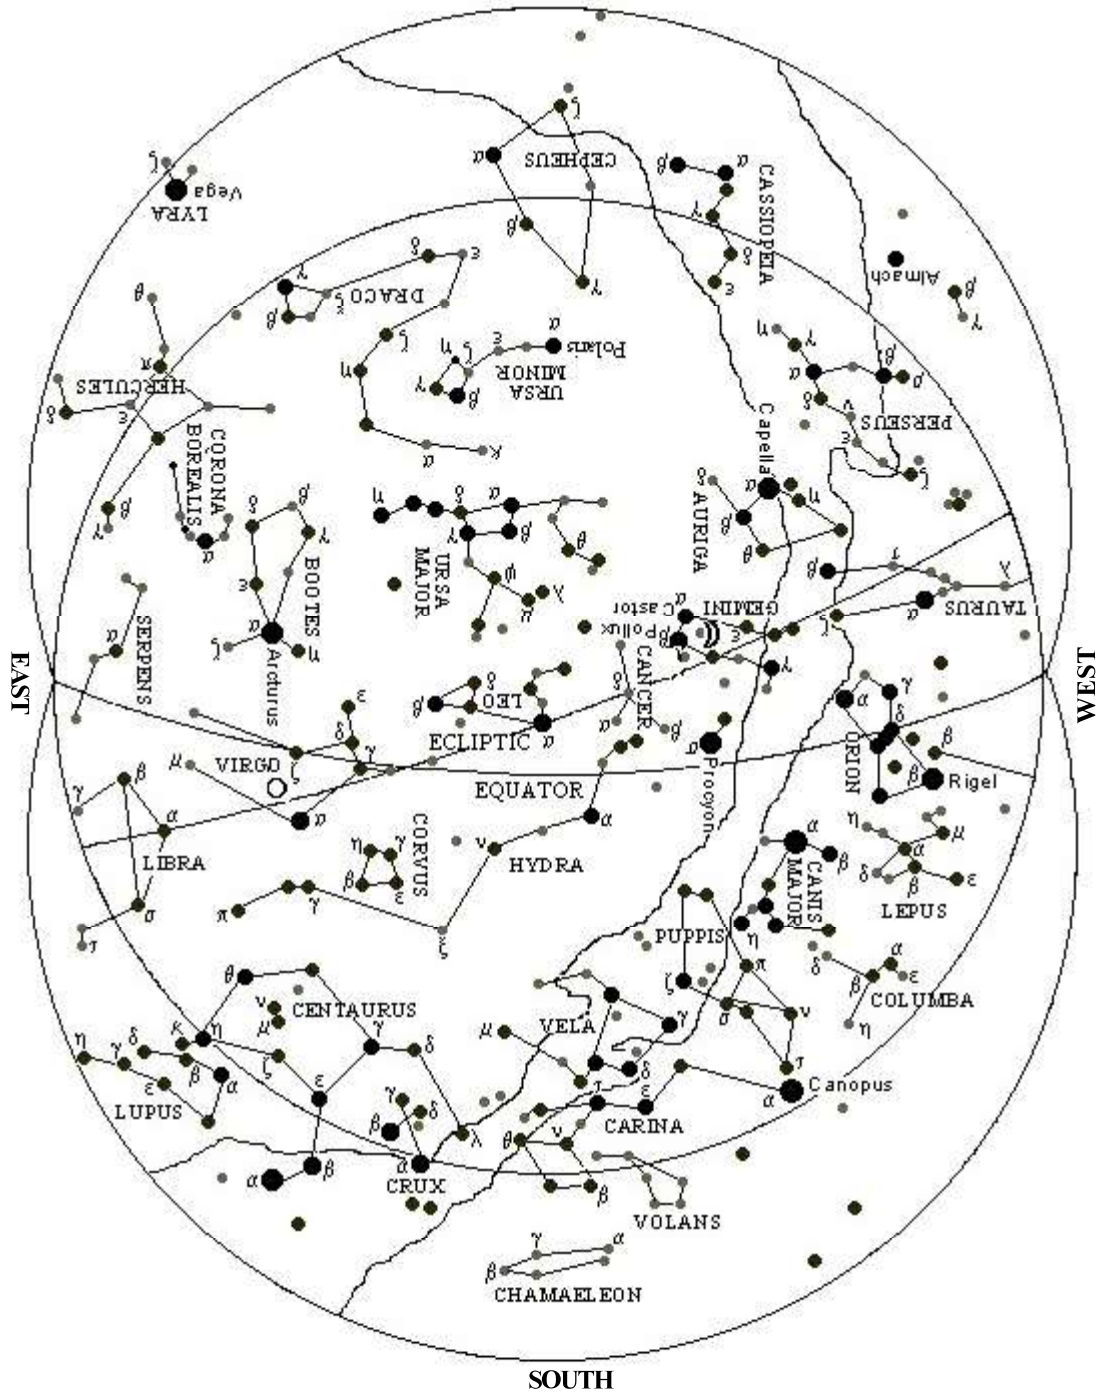 ζ
α
CEPHEUS
β
γ
β
α
CASSIOPEIA
γ
δ
ε
ζ
Vega
LYRA
Almach
β
γ
δ
ε
γ
ξ
DRACO
β
ζ
η
α
κ
θ
π
HERCULES
δ
ε
β
γ
α
Polaris
ε
ζ
η
URSA
MINOR
γ
β
η
γ
α
β
ρ
δ
ν
PERSEUS
ε
ζ
CORONA
BOREALIS
α
Capella
α
η
δ
AURIGA
β
θ
δ
β
γ
BOOTES
ε
α
ζ
η
Arcturus
η
δ
α
γ
β
URSA
MAJOR
θ
ψ
μ
λ
β
τ
λ
TAURUS
α
ζ
α
Castor
GEMINI
Pollux
β
ε
γ
SERPENS
α
EAST
WEST
CANCER
δ
α
β
δ
LEO
β
α
ECLIPTIC
ε
δ
γ
μ
VIRGO
ζ
α
α
Procyon
α
γ
δ
ORION
β
β
Rigel
EQUATOR
γ
β
α
LIBRA
σ
τ
CORVUS
η
γ
β
ε
ν
HYDRA
π
γ
ξ
α
β
CANIS
MAJOR
η
η
μ
α
δ
β
ε
LEPUS
PUPPIS
ζ
π
σ
ν
τ
δ
α
ε
β
COLUMBA
η
θ
ν
CENTAURUS
μ
κ
η
γ
δ
ζ
ε
λ
η
γ
δ
β
α
ε
LUPUS
μ
VELA
γ
δ
τ
ε
Canopus
α
CARINA
θ
ν
β
γ
δ
β
α
CRUX
α
β
VOLANS
γ
α
β
CHAMAELEON
SOUTH